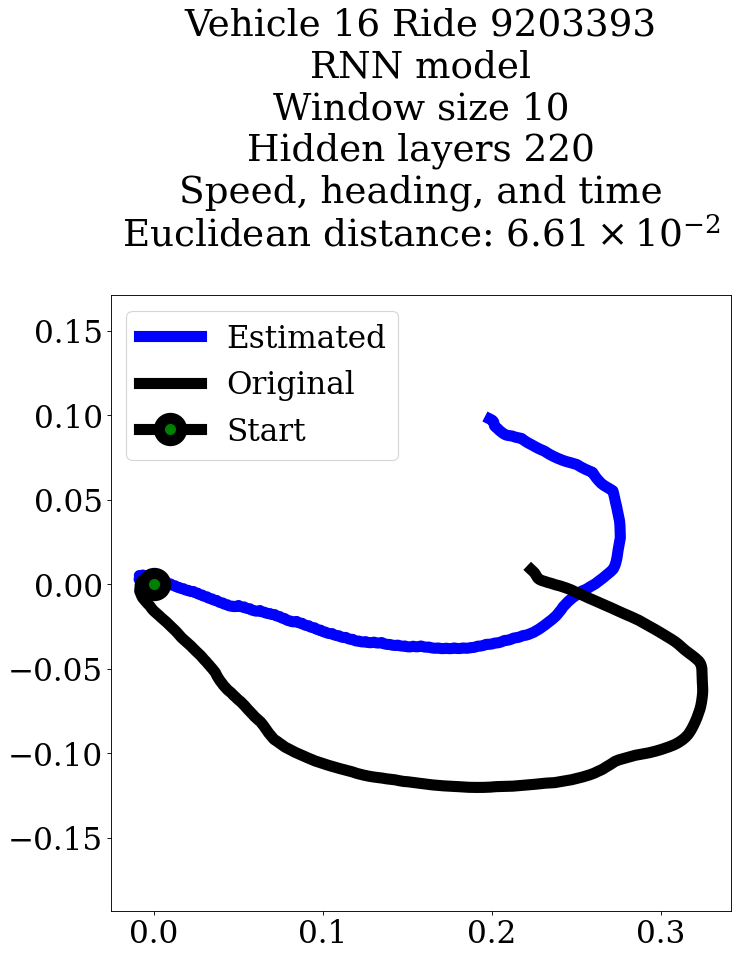 Vehicle 16 Ride 9203393
RNN model
Window size 10
Hidden layers 220
Speed, heading, and time
Euclidean distance: 6.61 × 10⁻²
Estimated
Original
Start
0.15
0.10
0.05
0.00
−0.05
−0.10
−0.15
0.0 0.1 0.2 0.3